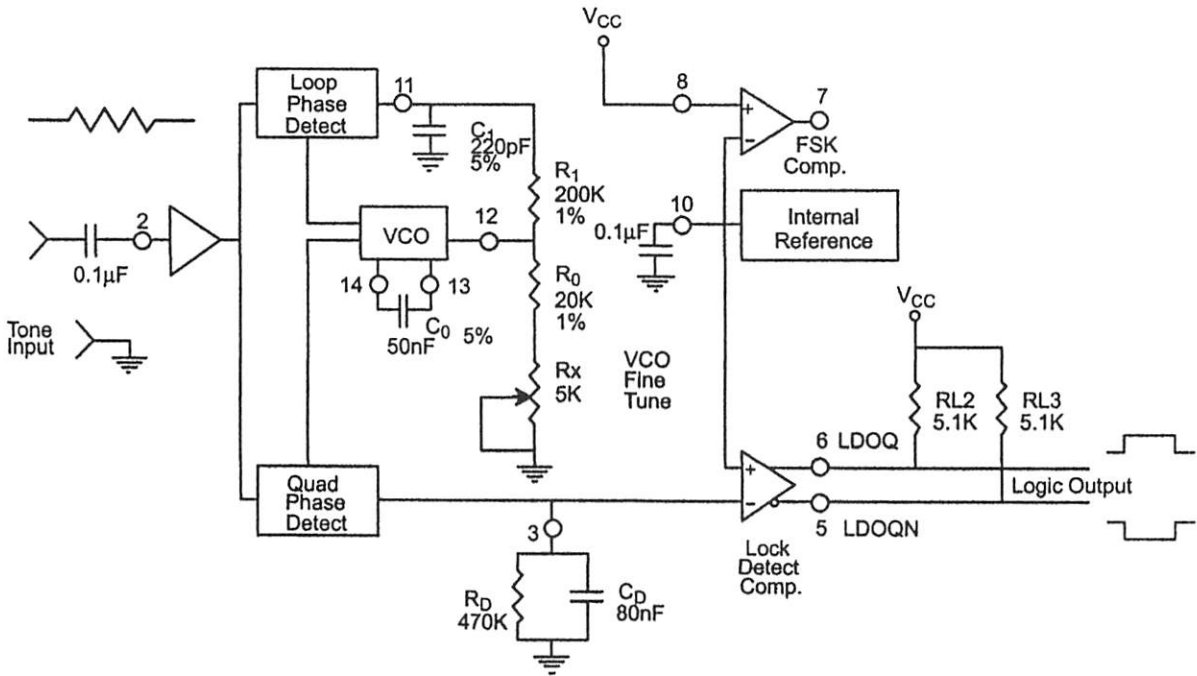 VCC
Loop
Phase
Detect
11
C1
220pF
5%
8
+
-
7
FSK
Comp.
R1
200K
1%
2
0.1µF
VCO
12
14
13
C0 5%
50nF
10
0.1µF
Internal
Reference
R0
20K
1%
Tone
Input
Rx
5K
VCO
Fine
Tune
VCC
RL2
5.1K
RL3
5.1K
Quad
Phase
Detect
+
-
6 LDOQ
Logic Output
5 LDOQN
Lock
Detect
Comp.
3
RD
470K
CD
80nF